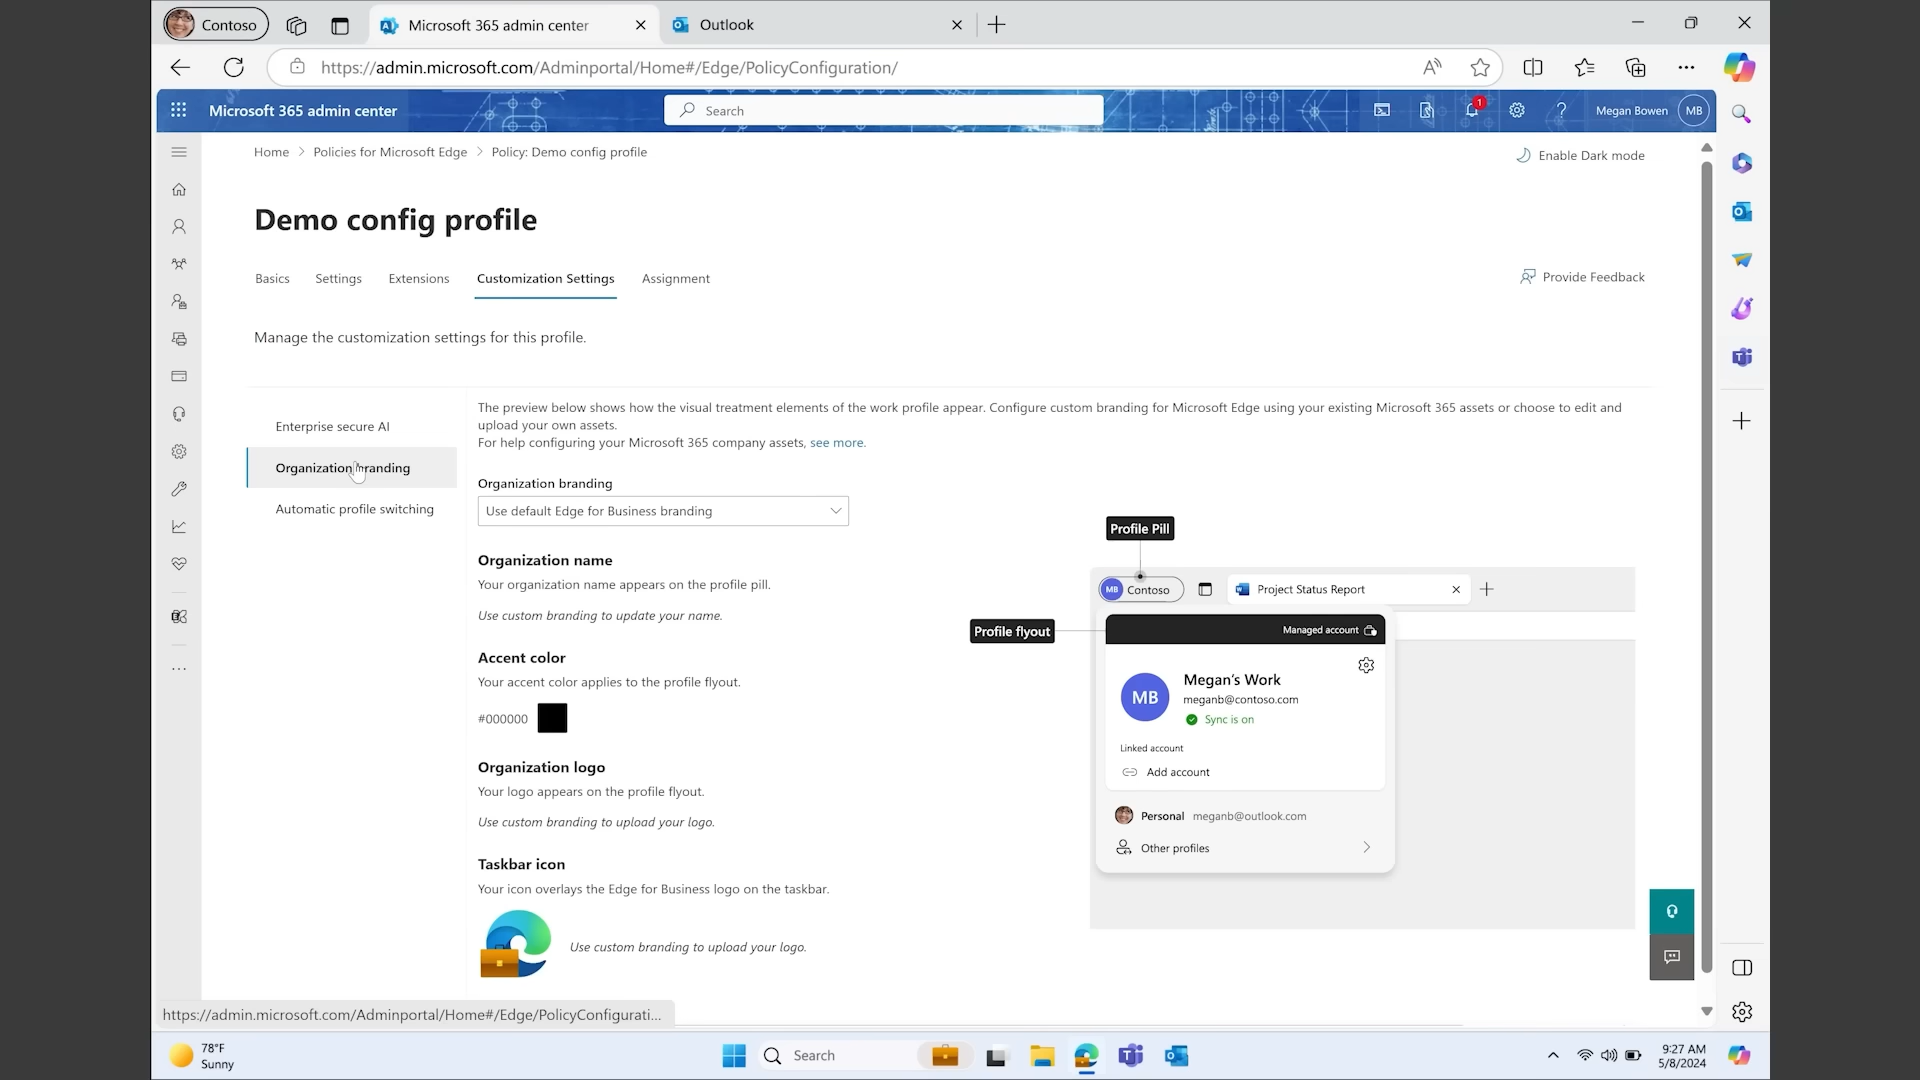 Contoso
Microsoft 365 admin center
Outlook
https://admin.microsoft.com/Adminportal/Home#/Edge/PolicyConfiguration/
Microsoft 365 admin center
Search
1
Megan Bowen
MB
Home > Policies for Microsoft Edge > Policy: Demo config profile
Enable Dark mode
Demo config profile
Basics
Settings
Extensions
Customization Settings
Assignment
Provide Feedback
Manage the customization settings for this profile.
Enterprise secure AI
Organization branding
Automatic profile switching
The preview below shows how the visual treatment elements of the work profile appear. Configure custom branding for Microsoft Edge using your existing Microsoft 365 assets or choose to edit and
upload your own assets.
For help configuring your Microsoft 365 company assets, see more.
Organization branding
Use default Edge for Business branding
Organization name
Your organization name appears on the profile pill.
Use custom branding to update your name.
Accent color
Your accent color applies to the profile flyout.
#000000
Organization logo
Your logo appears on the profile flyout.
Use custom branding to upload your logo.
Taskbar icon
Your icon overlays the Edge for Business logo on the taskbar.
Use custom branding to upload your logo.
Profile Pill
MB
Contoso
Project Status Report
Profile flyout
Managed account
MB
Megan's Work
meganb@contoso.com
Sync is on
Linked account
Add account
Personal meganb@outlook.com
Other profiles
https://admin.microsoft.com/Adminportal/Home#/Edge/PolicyConfigurati...
78°F
Sunny
Search
9:27 AM
5/8/2024